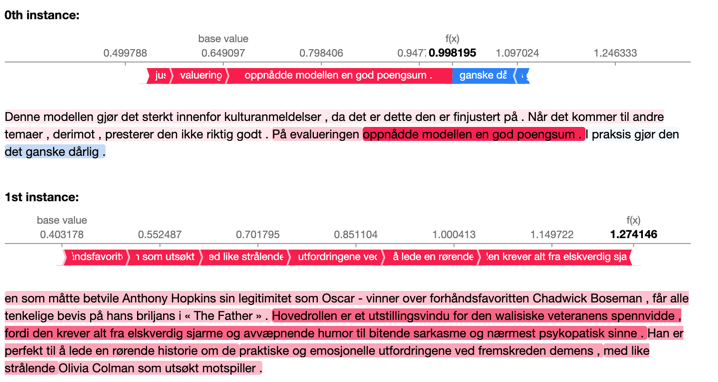 0th instance:
base value f(x)
0.499788 0.649097 0.798406 0.947 0.998195 1.097024 1.246333
jus valuering oppnådde modellen en god poengsum . ganske då
Denne modellen gjør det sterkt innenfor kulturanmeldelser , da det er dette den er finjustert på . Når det kommer til andre
temaer , derimot , presterer den ikke riktig godt . På evalueringen oppnådde modellen en god poengsum . I praksis gjør den
det ganske dårlig .
1st instance:
base value f(x)
0.403178 0.552487 0.701795 0.851104 1.000413 1.149722 1.274146
åndsfavorit n som utsøkt ed like strålende utfordringene ved å lede en rørende en krever alt fra elskverdig sja
en som måtte betvile Anthony Hopkins sin legitimitet som Oscar - vinner over forhåndsfavoritten Chadwick Boseman , får alle
tenkelige bevis på hans briljans i « The Father » . Hovedrollen er et utstillingsvindu for den walisiske veteranens spennvidde ,
fordi den krever alt fra elskverdig sjarme og avvæpnende humor til bitende sarkasme og nærmest psykopatisk sinne . Han er
perfekt til å lede en rørende historie om de praktiske og emosjonelle utfordringene ved fremskreden demens , med like
strålende Olivia Colman som utsøkt motspiller .